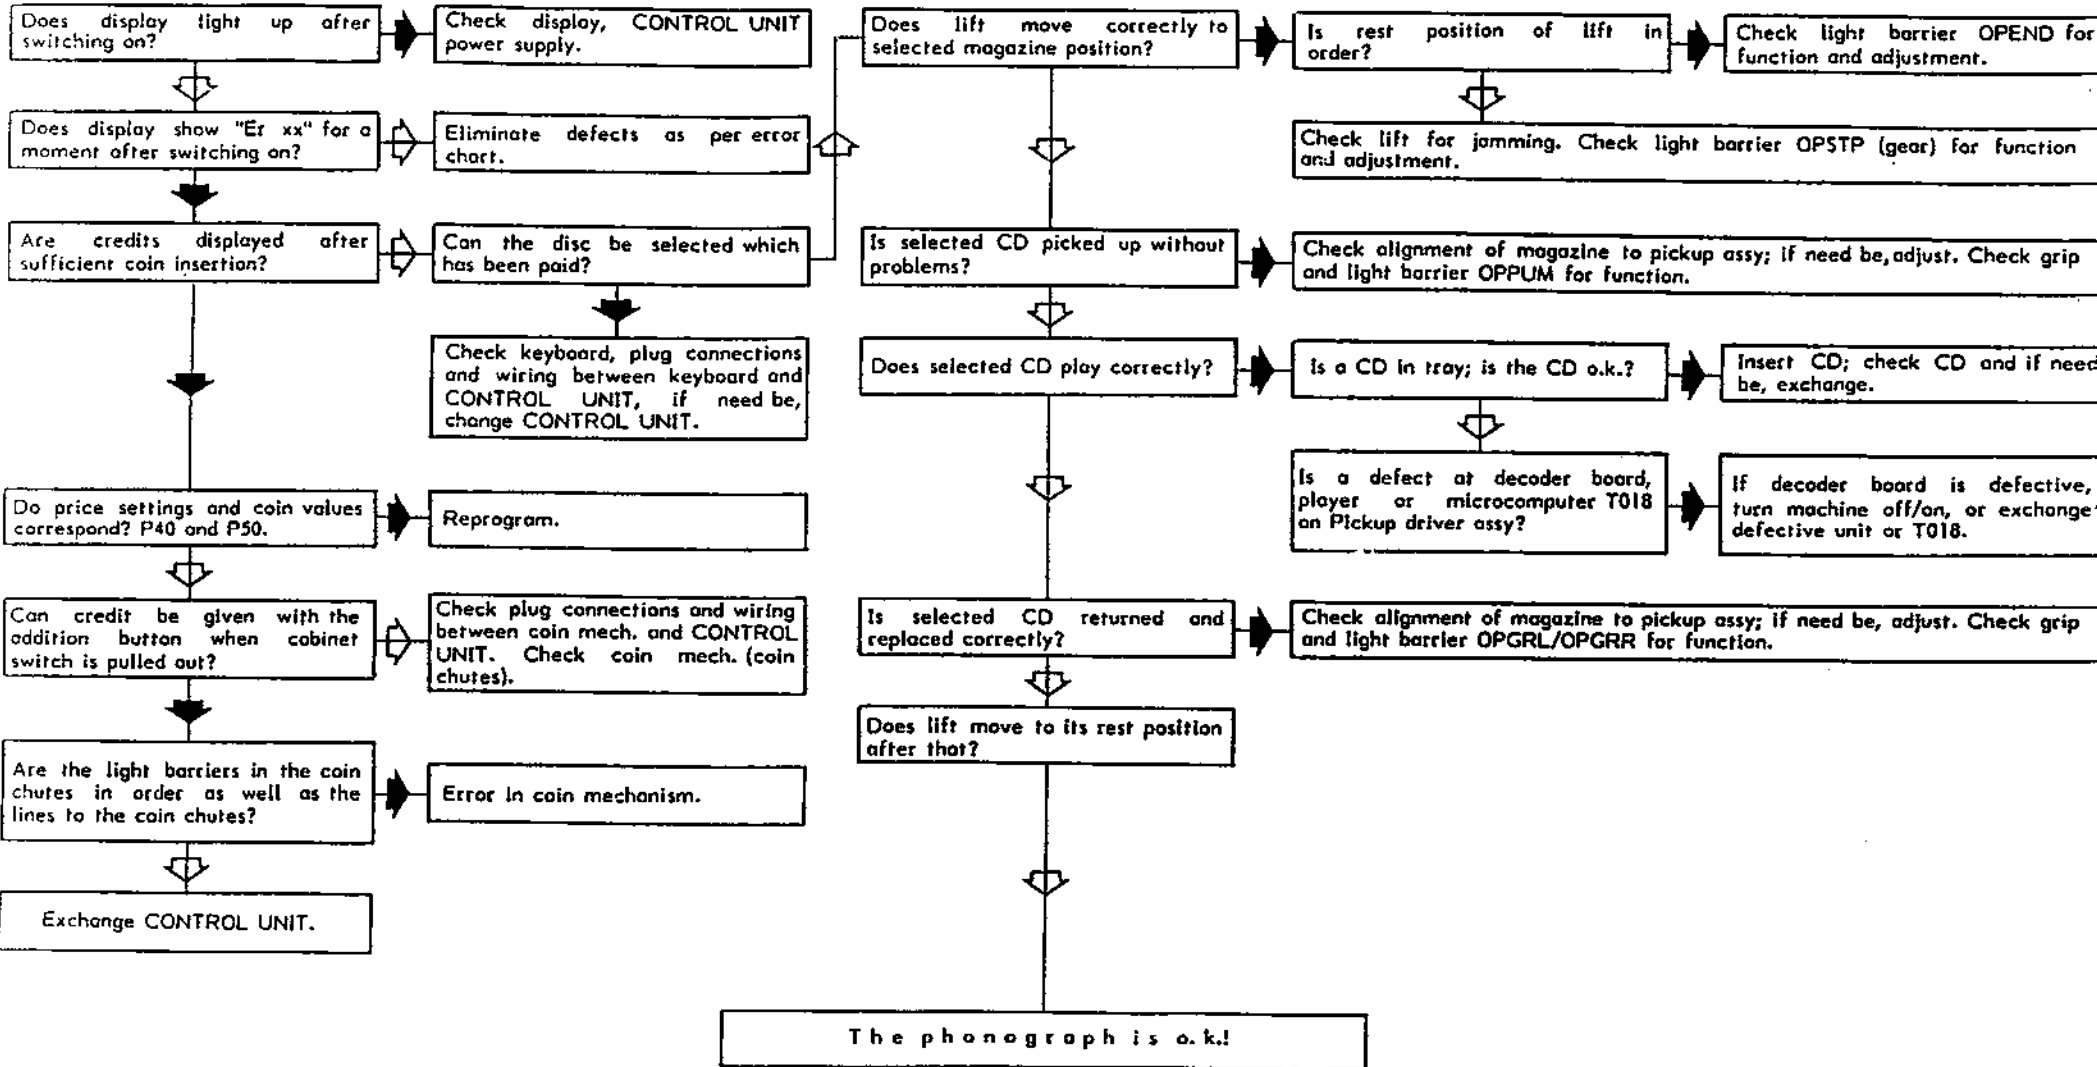 Does display light up after
switching on?
Check display, CONTROL UNIT
power supply.
Does display show "Er xx" for a
moment after switching on?
Eliminate defects as per error
chart.
Are credits displayed after
sufficient coin insertion?
Can the disc be selected which
has been paid?
Check keyboard, plug connections
and wiring between keyboard and
CONTROL UNIT, if need be,
change CONTROL UNIT.
Do price settings and coin values
correspond? P40 and P50.
Reprogram.
Can credit be given with the
addition button when cabinet
switch is pulled out?
Check plug connections and wiring
between coin mech. and CONTROL
UNIT. Check coin mech. (coin
chutes).
Are the light barriers in the coin
chutes in order as well as the
lines to the coin chutes?
Error in coin mechanism.
Exchange CONTROL UNIT.
Does lift move correctly to
selected magazine position?
Is rest position of lift in
order?
Check light barrier OPEND for
function and adjustment.
Check lift for jamming. Check light barrier OPSTP (gear) for function
and adjustment.
Is selected CD picked up without
problems?
Check alignment of magazine to pickup assy; if need be, adjust. Check grip
and light barrier OPPUM for function.
Does selected CD play correctly?
Is a CD in tray; is the CD o.k.?
Insert CD; check CD and if need
be, exchange.
Is a defect at decoder board,
player or microcomputer T018
on Pickup driver assy?
If decoder board is defective,
turn machine off/on, or exchange
defective unit or T018.
Is selected CD returned and
replaced correctly?
Check alignment of magazine to pickup assy; if need be, adjust. Check grip
and light barrier OPGRL/OPGRR for function.
Does lift move to its rest position
after that?
The phonograph is o.k.!